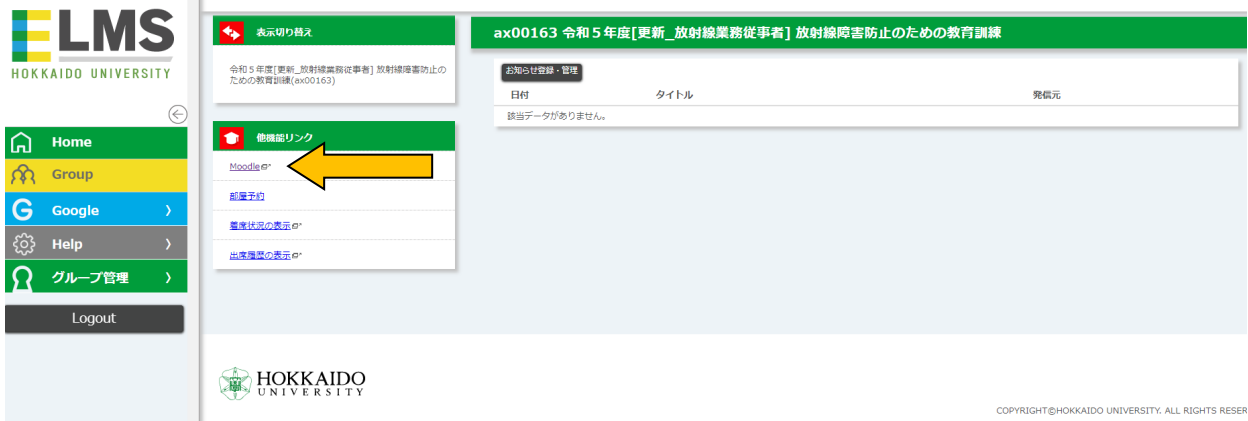 ELMS
HOKKAIDO UNIVERSITY
Home
Group
Google
Help
グループ管理
Logout
表示切り替え
令和5年度[更新_放射線業務従事者] 放射線障害防止の
ための教育訓練(ax00163)
他機能リンク
Moodle
部屋予約
着席状況の表示
出席履歴の表示
ax00163 令和5年度[更新_放射線業務従事者] 放射線障害防止のための教育訓練
お知らせ登録・管理
日付 タイトル 発信元
該当データがありません。
HOKKAIDO
UNIVERSITY
COPYRIGHT©HOKKAIDO UNIVERSITY. ALL RIGHTS RESER